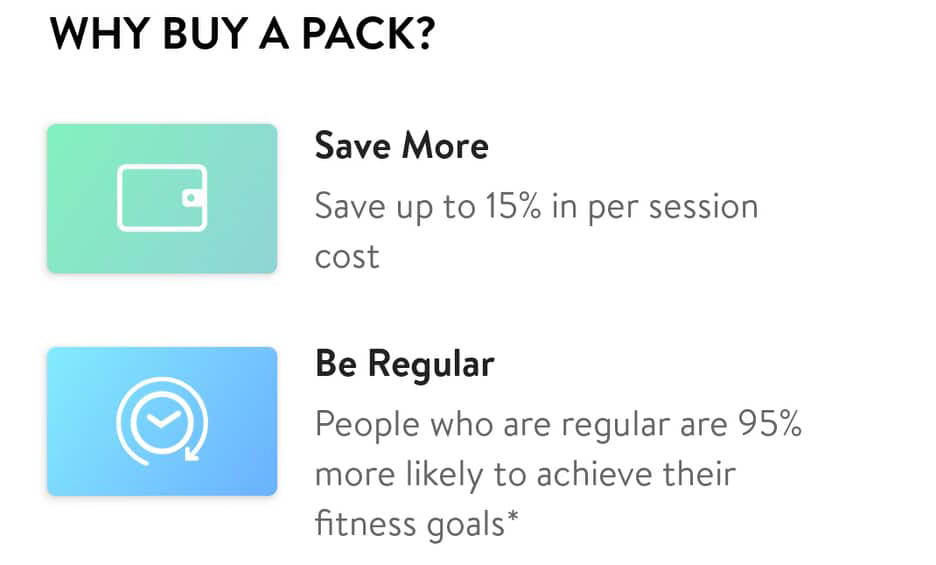 WHY BUY A PACK?
Save More
Save up to 15% in per session
cost
Be Regular
People who are regular are 95%
more likely to achieve their
fitness goals*